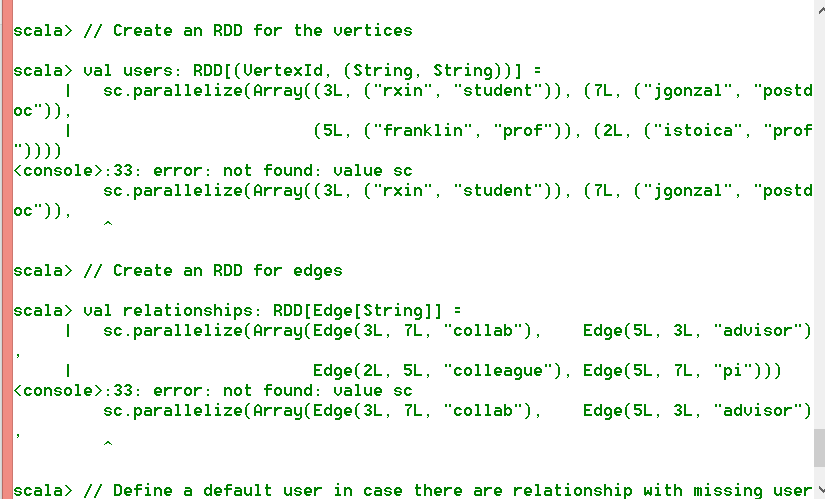 scala> // Create an RDD for the vertices
scala> val users: RDD[(VertexId, (String, String))] =
     |   sc.parallelize(Array((3L, ("rxin", "student")), (7L, ("jgonzal", "postd
oc")),
     |                        (5L, ("franklin", "prof")), (2L, ("istoica", "prof
"))))
<console>:33: error: not found: value sc
         sc.parallelize(Array((3L, ("rxin", "student")), (7L, ("jgonzal", "postd
oc")),
         ^
scala> // Create an RDD for edges
scala> val relationships: RDD[Edge[String]] =
     |   sc.parallelize(Array(Edge(3L, 7L, "collab"),    Edge(5L, 3L, "advisor")
,
     |                        Edge(2L, 5L, "colleague"), Edge(5L, 7L, "pi")))
<console>:33: error: not found: value sc
         sc.parallelize(Array(Edge(3L, 7L, "collab"),    Edge(5L, 3L, "advisor")
,
         ^
scala> // Define a default user in case there are relationship with missing user